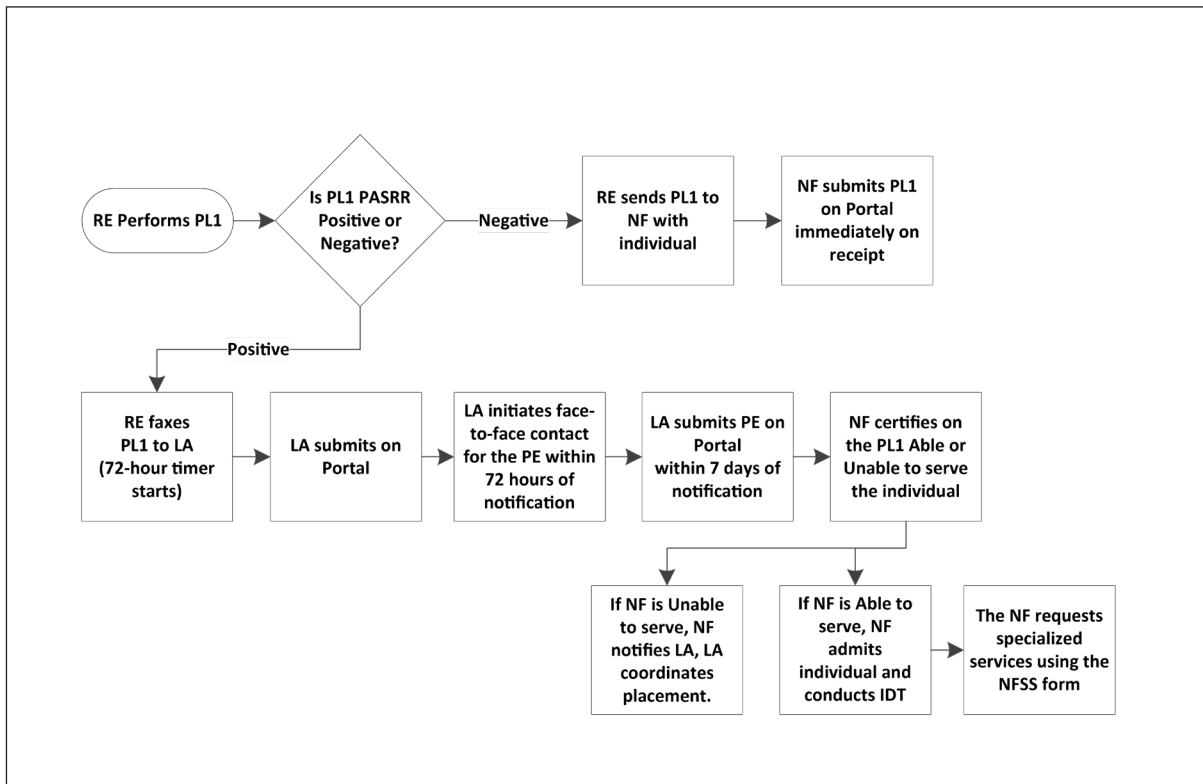 RE Performs PL1
Is PL1 PASRR
Positive or
Negative?
Negative
RE sends PL1 to
NF with
individual
NF submits PL1
on Portal
immediately on
receipt
Positive
RE faxes
PL1 to LA
(72-hour timer
starts)
LA submits on
Portal
LA initiates face-
to-face contact
for the PE within
72 hours of
notification
LA submits PE on
Portal
within 7 days of
notification
NF certifies on
the PL1 Able or
Unable to serve
the individual
If NF is Unable
to serve, NF
notifies LA, LA
coordinates
placement.
If NF is Able to
serve, NF
admits
individual and
conducts IDT
The NF requests
specialized
services using the
NFSS form